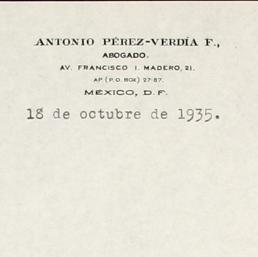 ANTONIO PÉREZ-VERDÍA F.,
ABOGADO.
AV. FRANCISCO I. MADERO, 21.
AP (P.O. BOX) 27-87.
MEXICO, D. F.
18 de octubre de 1935.